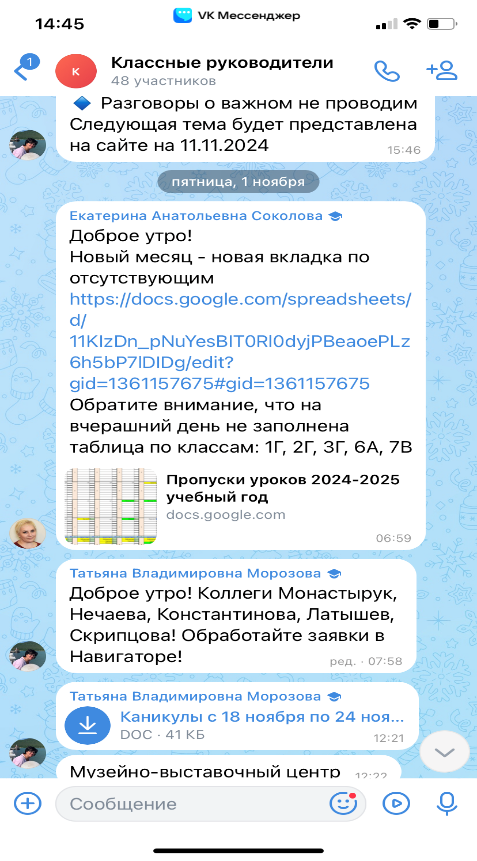 14:45
VK Мессенджер
1
К
Классные руководители
48 участников
🔷 Разговоры о важном не проводим
Следующая тема будет представлена
на сайте на 11.11.2024
15:46
пятница, 1 ноября
Екатерина Анатольевна Соколова
Доброе утро!
Новый месяц - новая вкладка по
отсутствующим
https://docs.google.com/spreadsheets/
d/
11KIzDn_pNuYesBIT0Rl0dyjPBeaoePLz
6h5bP7lDIDg/edit?
gid=1361157675#gid=1361157675
Обратите внимание, что на
вчерашний день не заполнена
таблица по классам: 1Г, 2Г, 3Г, 6А, 7В
Пропуски уроков 2024-2025
учебный год
docs.google.com
06:59
Татьяна Владимировна Морозова
Доброе утро! Коллеги Монастырук,
Нечаева, Константинова, Латышев,
Скрипцова! Обработайте заявки в
Навигаторе!
ред. · 07:58
Татьяна Владимировна Морозова
Каникулы с 18 ноября по 24 ноя...
DOC · 41 КБ
12:21
Музейно-выставочный центр
12:22
Сообщение